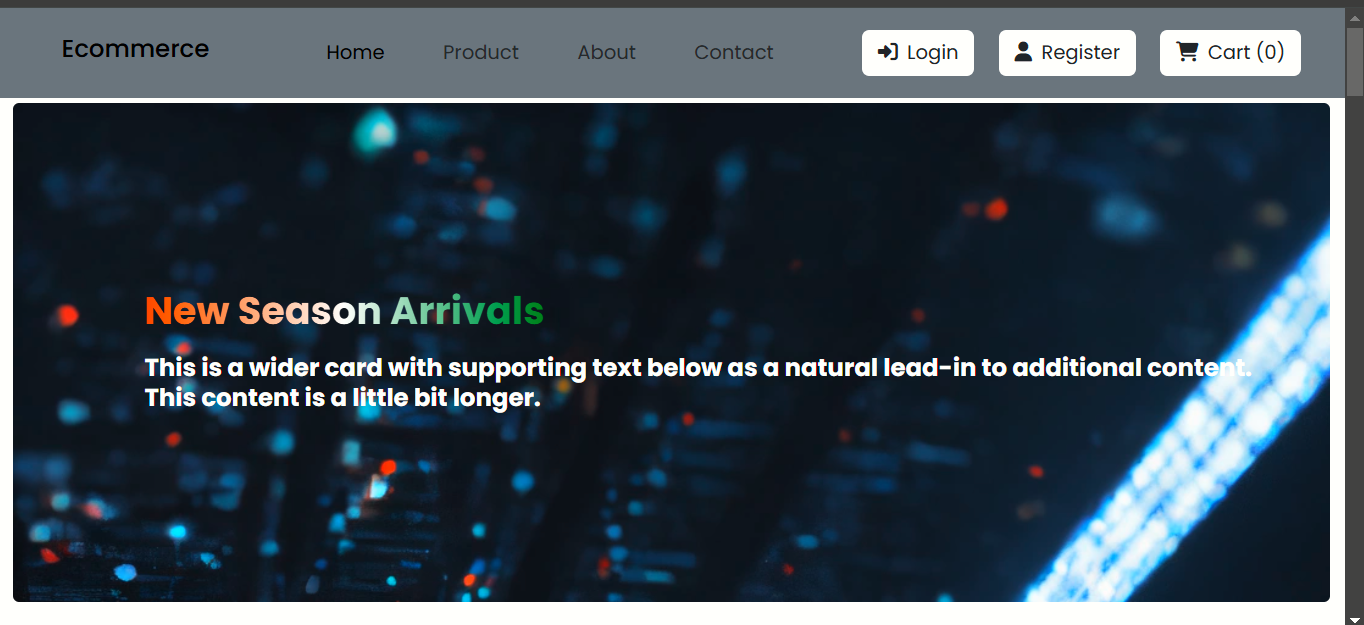 Ecommerce Home Product About Contact Login Register Cart (0)
New Season Arrivals
This is a wider card with supporting text below as a natural lead-in to additional content.
This content is a little bit longer.